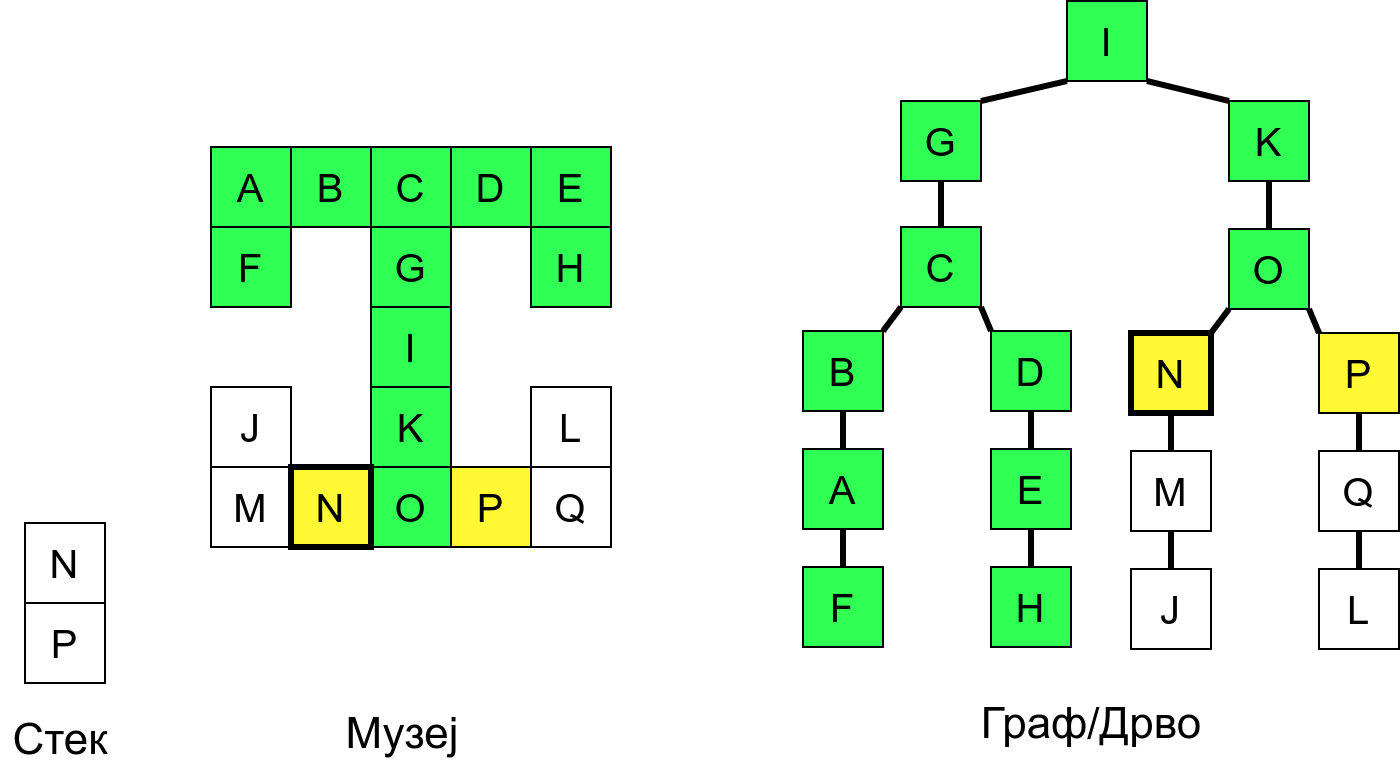 N
P
Стек
A B C D E
F G H
I
J K L
M N O P Q
Музеј
I
G K
C O
B D N P
A E M Q
F H J L
Граф/Дрво